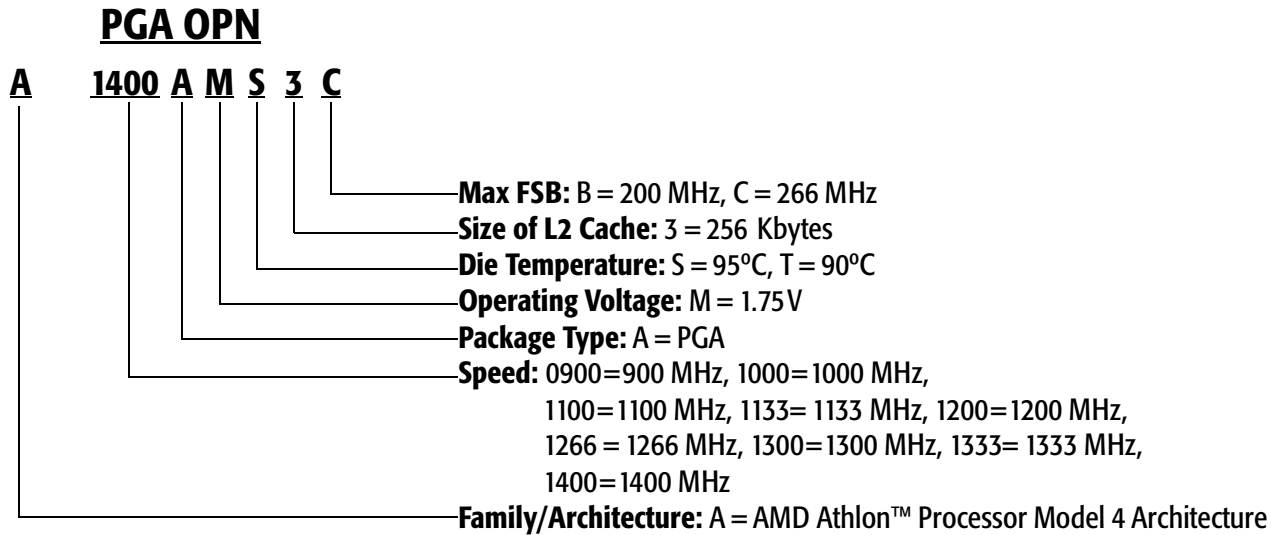 PGA OPN
A 1400 A M S 3 C
Max FSB: B = 200 MHz, C = 266 MHz
Size of L2 Cache: 3 = 256 Kbytes
Die Temperature: S = 95ºC, T = 90ºC
Operating Voltage: M = 1.75 V
Package Type: A = PGA
Speed: 0900=900 MHz, 1000=1000 MHz,
1100=1100 MHz, 1133= 1133 MHz, 1200=1200 MHz,
1266 = 1266 MHz, 1300=1300 MHz, 1333= 1333 MHz,
1400=1400 MHz
Family/Architecture: A = AMD Athlon™ Processor Model 4 Architecture